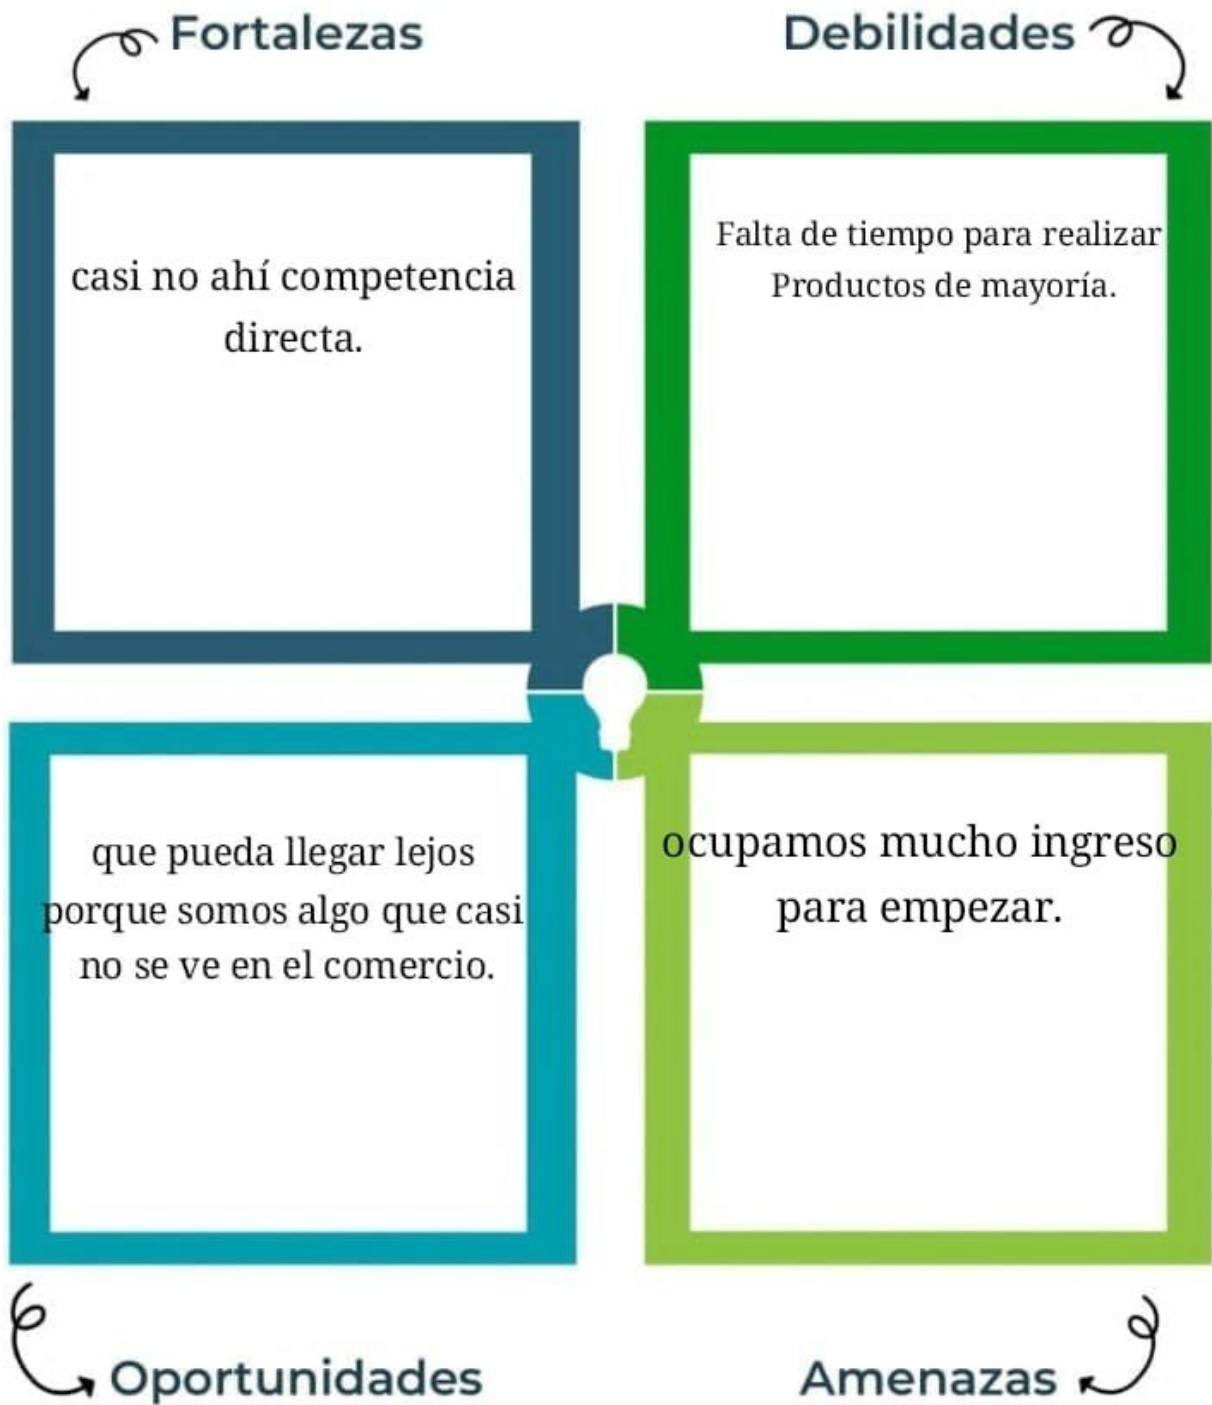 Fortalezas
casi no ahí competencia
directa.
Debilidades
Falta de tiempo para realizar
Productos de mayoría.
que pueda llegar lejos
porque somos algo que casi
no se ve en el comercio.
Oportunidades
ocupamos mucho ingreso
para empezar.
Amenazas